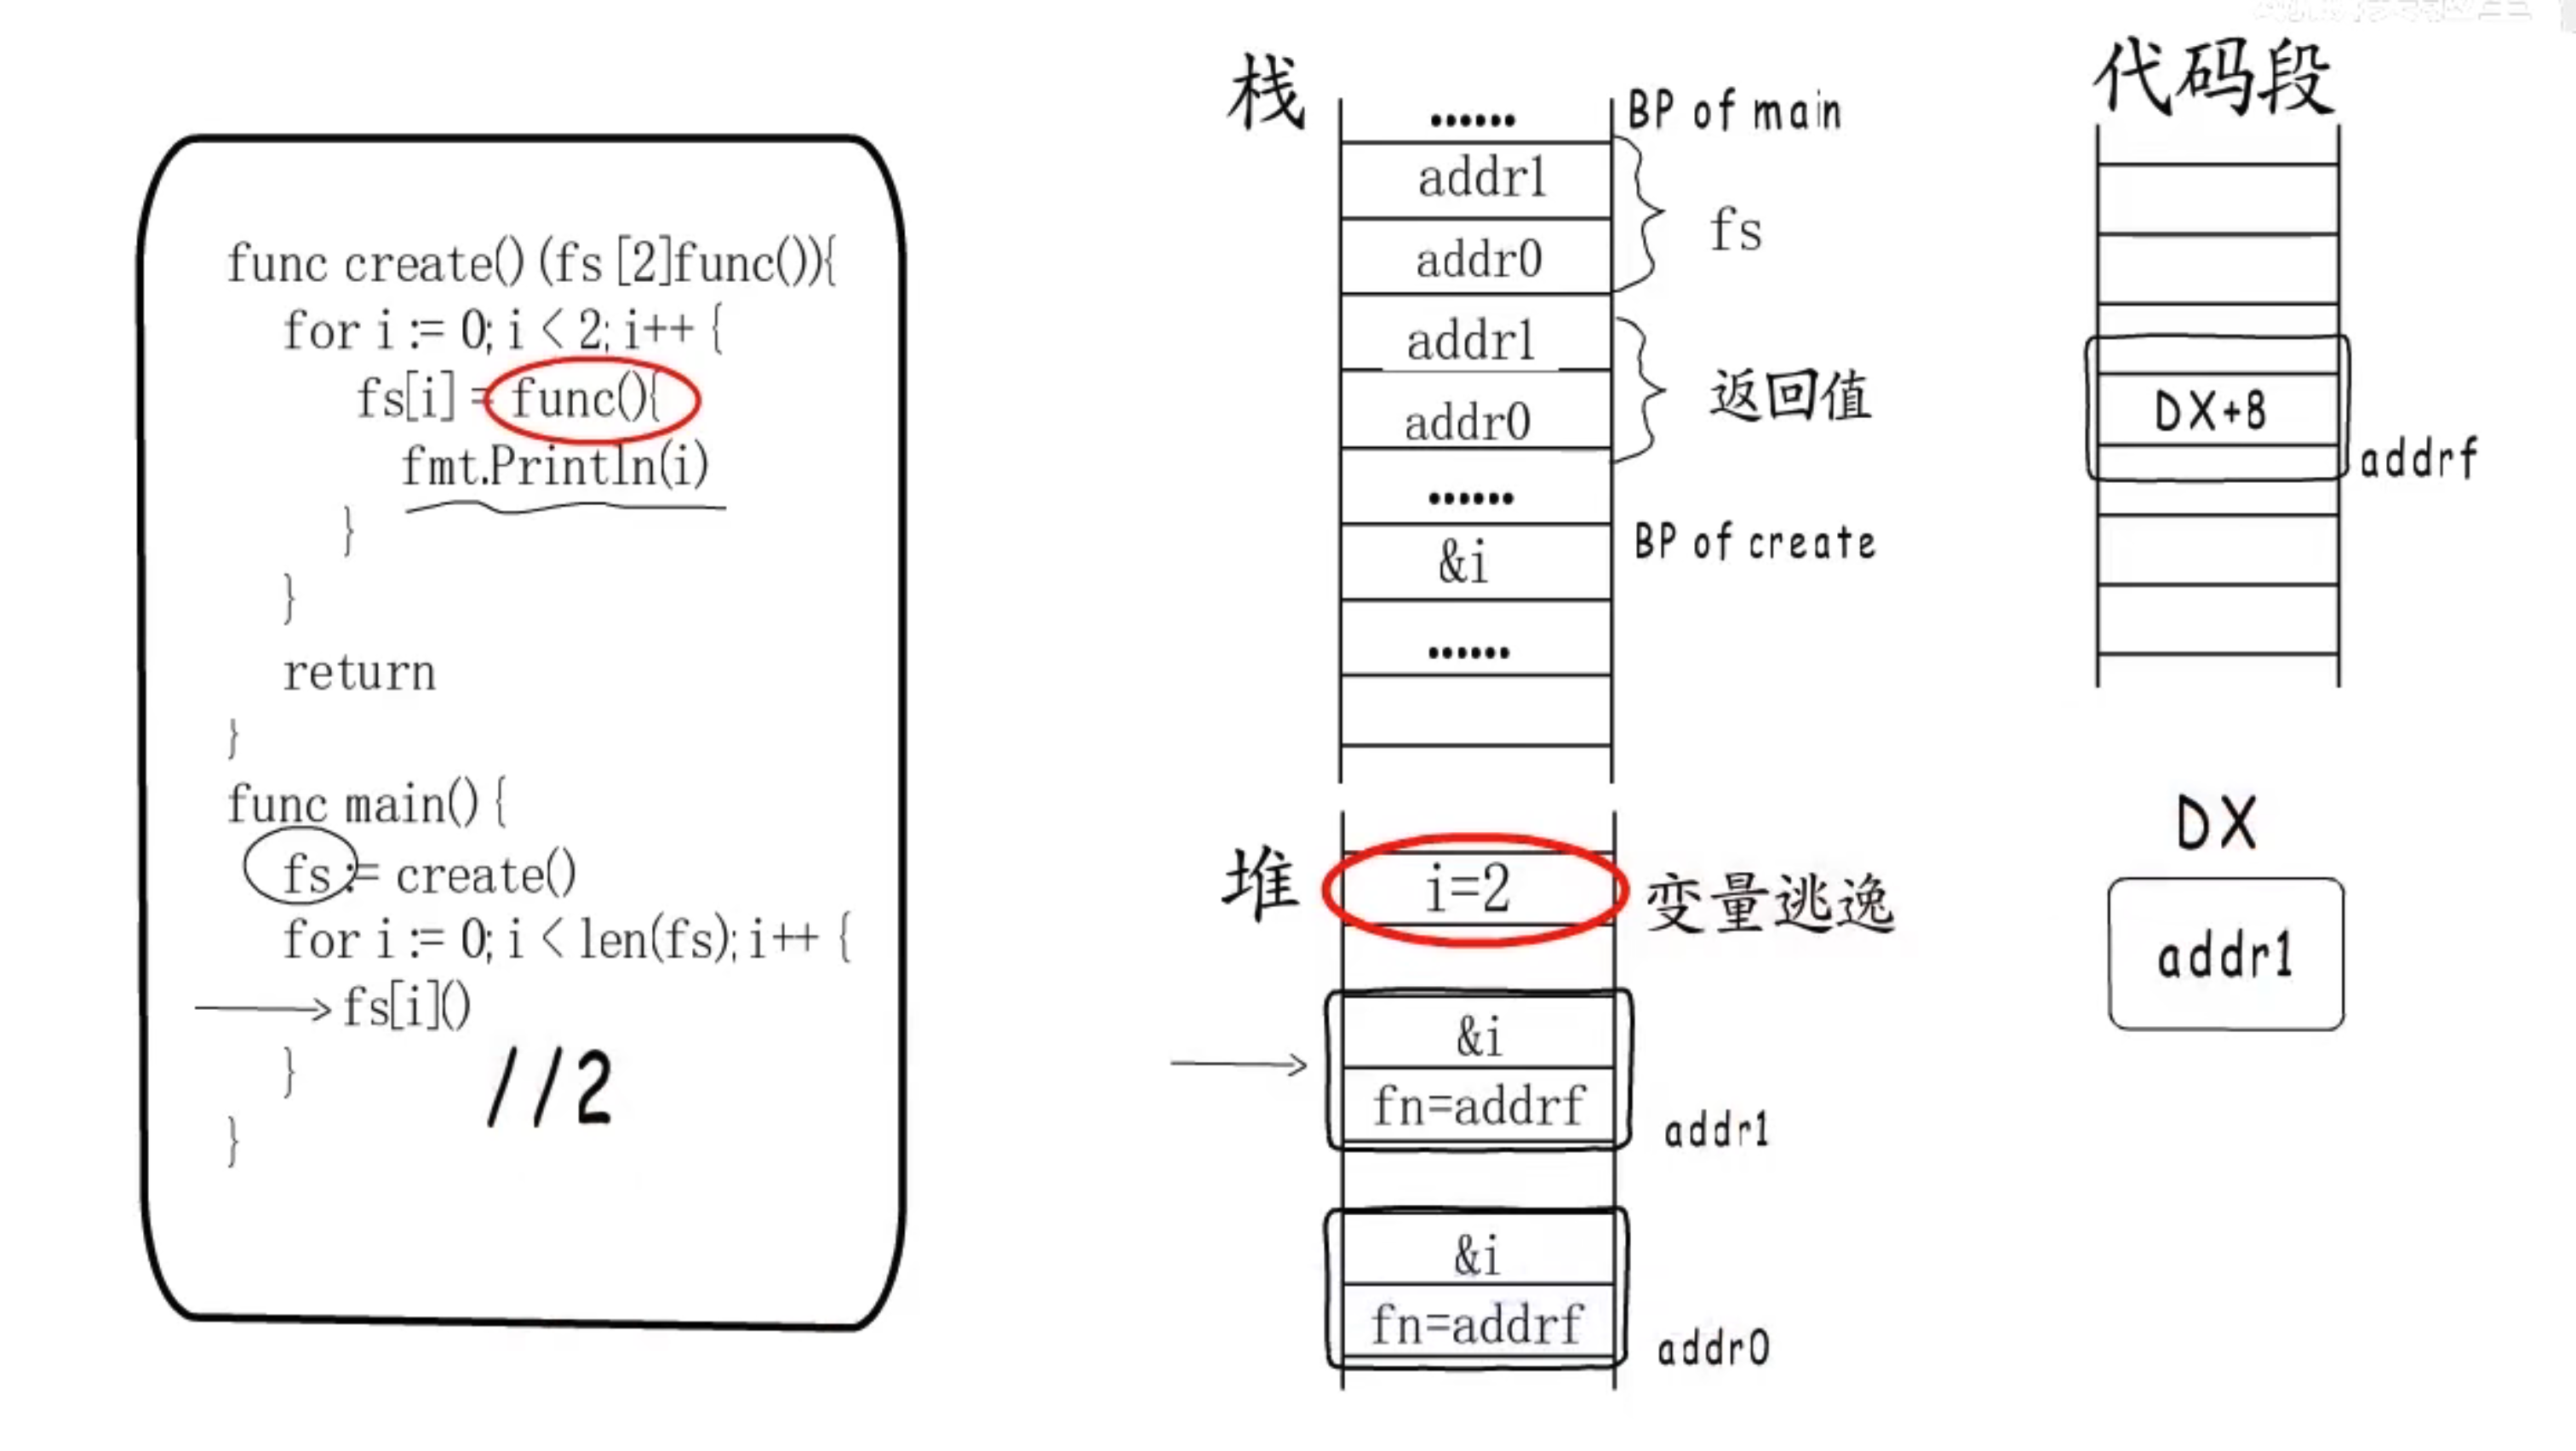 func create() (fs [2]func()){
for i := 0; i < 2; i++ {
fs[i] = func(){
fmt.Println(i)
}
}
return
}
func main() {
fs := create()
for i := 0; i < len(fs); i++ {
fs[i]()
}
//2
}
栈
......
BP of main
addr1
addr0
fs
addr1
addr0
返回值
......
BP of create
&i
......
堆
i=2
变量逃逸
&i
fn=addrf
addr1
&i
fn=addrf
addr0
代码段
DX+8
addrf
DX
addr1